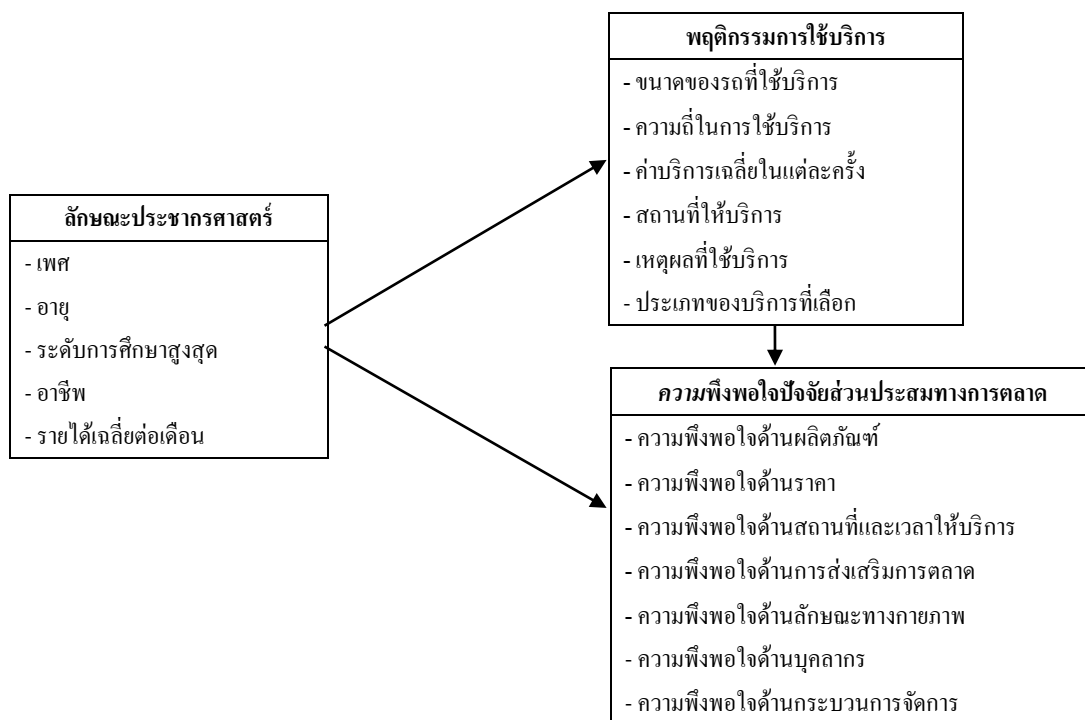 พฤติกรรมการใช้บริการ
- ขนาดของรถที่ใช้บริการ
- ความถี่ในการใช้บริการ
- ค่าบริการเฉลี่ยในแต่ละครั้ง
- สถานที่ให้บริการ
- เหตุผลที่ใช้บริการ
- ประเภทของบริการที่เลือก
ลักษณะประชากรศาสตร์
- เพศ
- อายุ
- ระดับการศึกษาสูงสุด
- อาชีพ
- รายได้เฉลี่ยต่อเดือน
ความพึงพอใจปัจจัยส่วนประสมทางการตลาด
- ความพึงพอใจด้านผลิตภัณฑ์
- ความพึงพอใจด้านราคา
- ความพึงพอใจด้านสถานที่และเวลาให้บริการ
- ความพึงพอใจด้านการส่งเสริมการตลาด
- ความพึงพอใจด้านลักษณะทางกายภาพ
- ความพึงพอใจด้านบุคลากร
- ความพึงพอใจด้านกระบวนการจัดการ